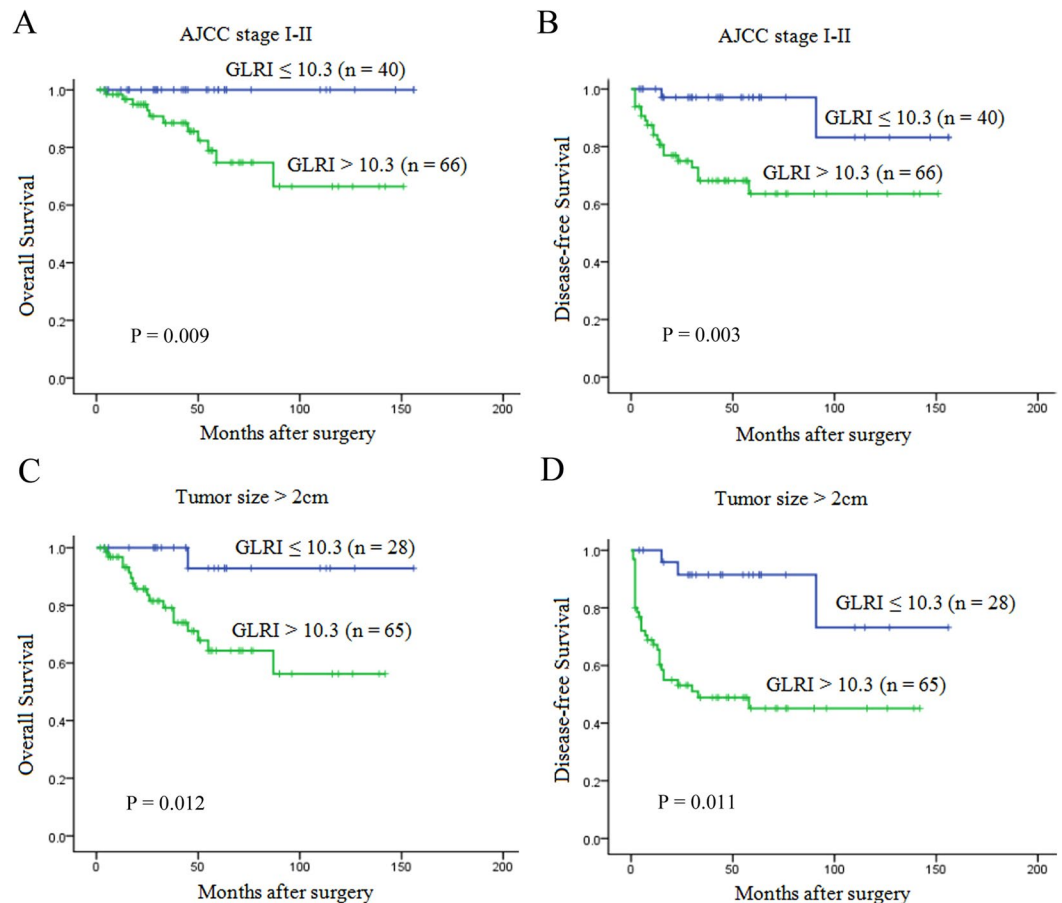 A
AJCC stage I-II
GLRI ≤ 10.3 (n = 40)
GLRI > 10.3 (n = 66)
Overall Survival
1.0
0.8
0.6
0.4
0.2
0.0
P = 0.009
0 50 100 150 200
Months after surgery
B
AJCC stage I-II
GLRI ≤ 10.3 (n = 40)
GLRI > 10.3 (n = 66)
Disease-free Survival
1.0
0.8
0.6
0.4
0.2
0.0
P = 0.003
0 50 100 150 200
Months after surgery
C
Tumor size > 2cm
GLRI ≤ 10.3 (n = 28)
GLRI > 10.3 (n = 65)
Overall Survival
1.0
0.8
0.6
0.4
0.2
0.0
P = 0.012
0 50 100 150 200
Months after surgery
D
Tumor size > 2cm
GLRI ≤ 10.3 (n = 28)
GLRI > 10.3 (n = 65)
Disease-free Survival
1.0
0.8
0.6
0.4
0.2
0.0
P = 0.011
0 50 100 150 200
Months after surgery